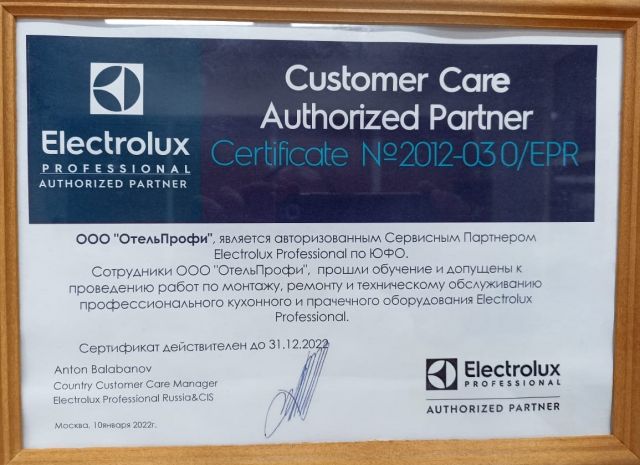 Customer Care
Authorized Partner
Certificate №2012-030/EPR
Electrolux
PROFESSIONAL
AUTHORIZED PARTNER
ООО "ОтельПрофи", является авторизованным Сервисным Партнером
Electrolux Professional по ЮФО.
Сотрудники ООО "ОтельПрофи", прошли обучение и допущены к
проведению работ по монтажу, ремонту и техническому обслуживанию
профессионального кухонного и прачечного оборудования Electrolux
Professional.
Сертификат действителен до 31.12.2022
Anton Balabanov
Country Customer Care Manager
Electrolux Professional Russia&CIS
Москва, 10января 2022г.
Electrolux
PROFESSIONAL
AUTHORIZED PARTNER